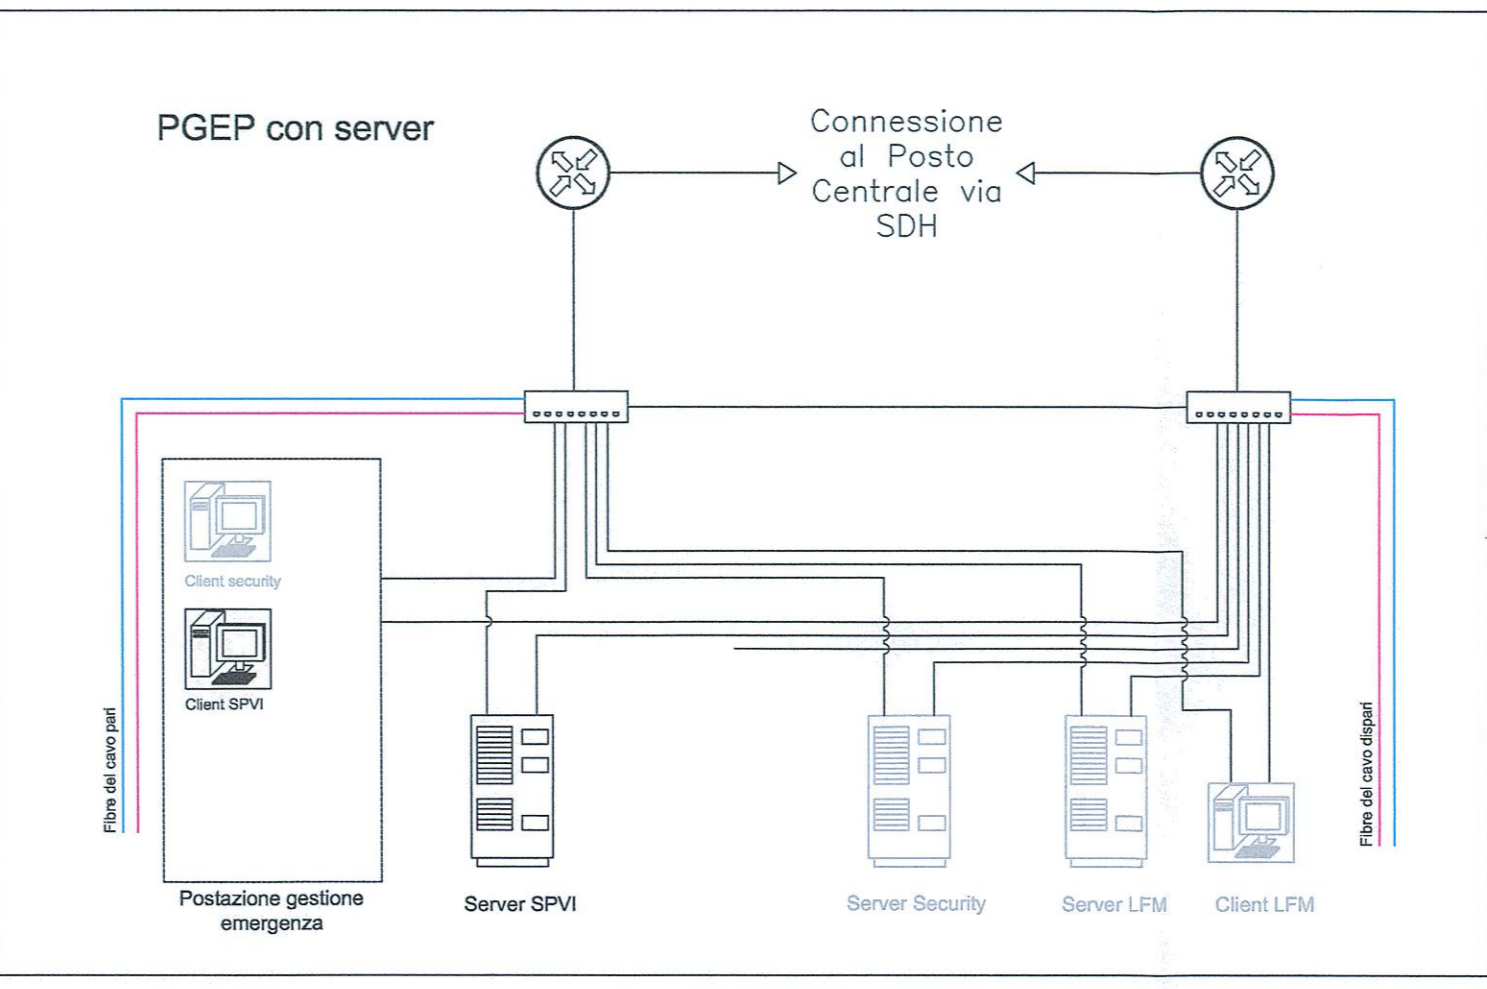 PGEP con server
Connessione
al Posto
Centrale via
SDH
Client security
Client SPVI
Fibre del cavo pari
Fibre del cavo dispari
Postazione gestione
emergenza
Server SPVI
Server Security
Server LFM
Client LFM